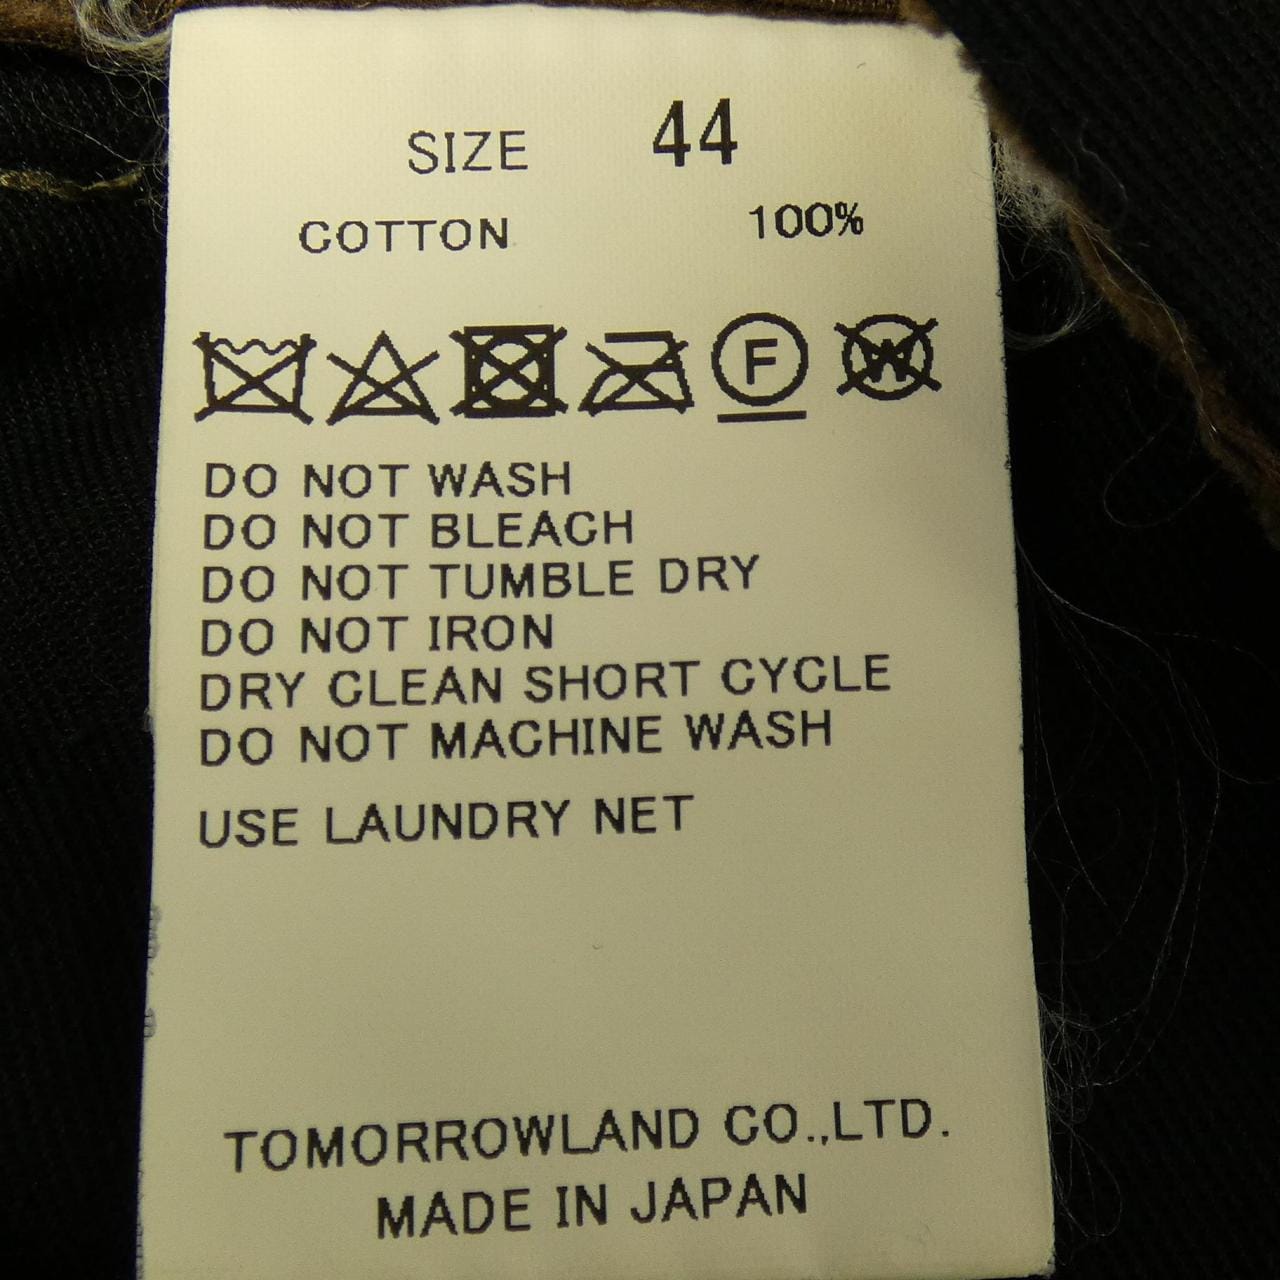 SIZE 44
COTTON 100%
F W
DO NOT WASH
DO NOT BLEACH
DO NOT TUMBLE DRY
DO NOT IRON
DRY CLEAN SHORT CYCLE
DO NOT MACHINE WASH
USE LAUNDRY NET
TOMORROWLAND CO.,LTD.
MADE IN JAPAN